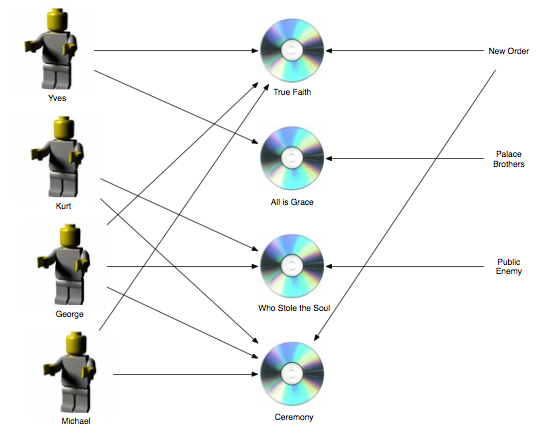 Yves
True Faith
New Order
Kurt
All is Grace
Palace
Brothers
George
Who Stole the Soul
Public
Enemy
Michael
Ceremony